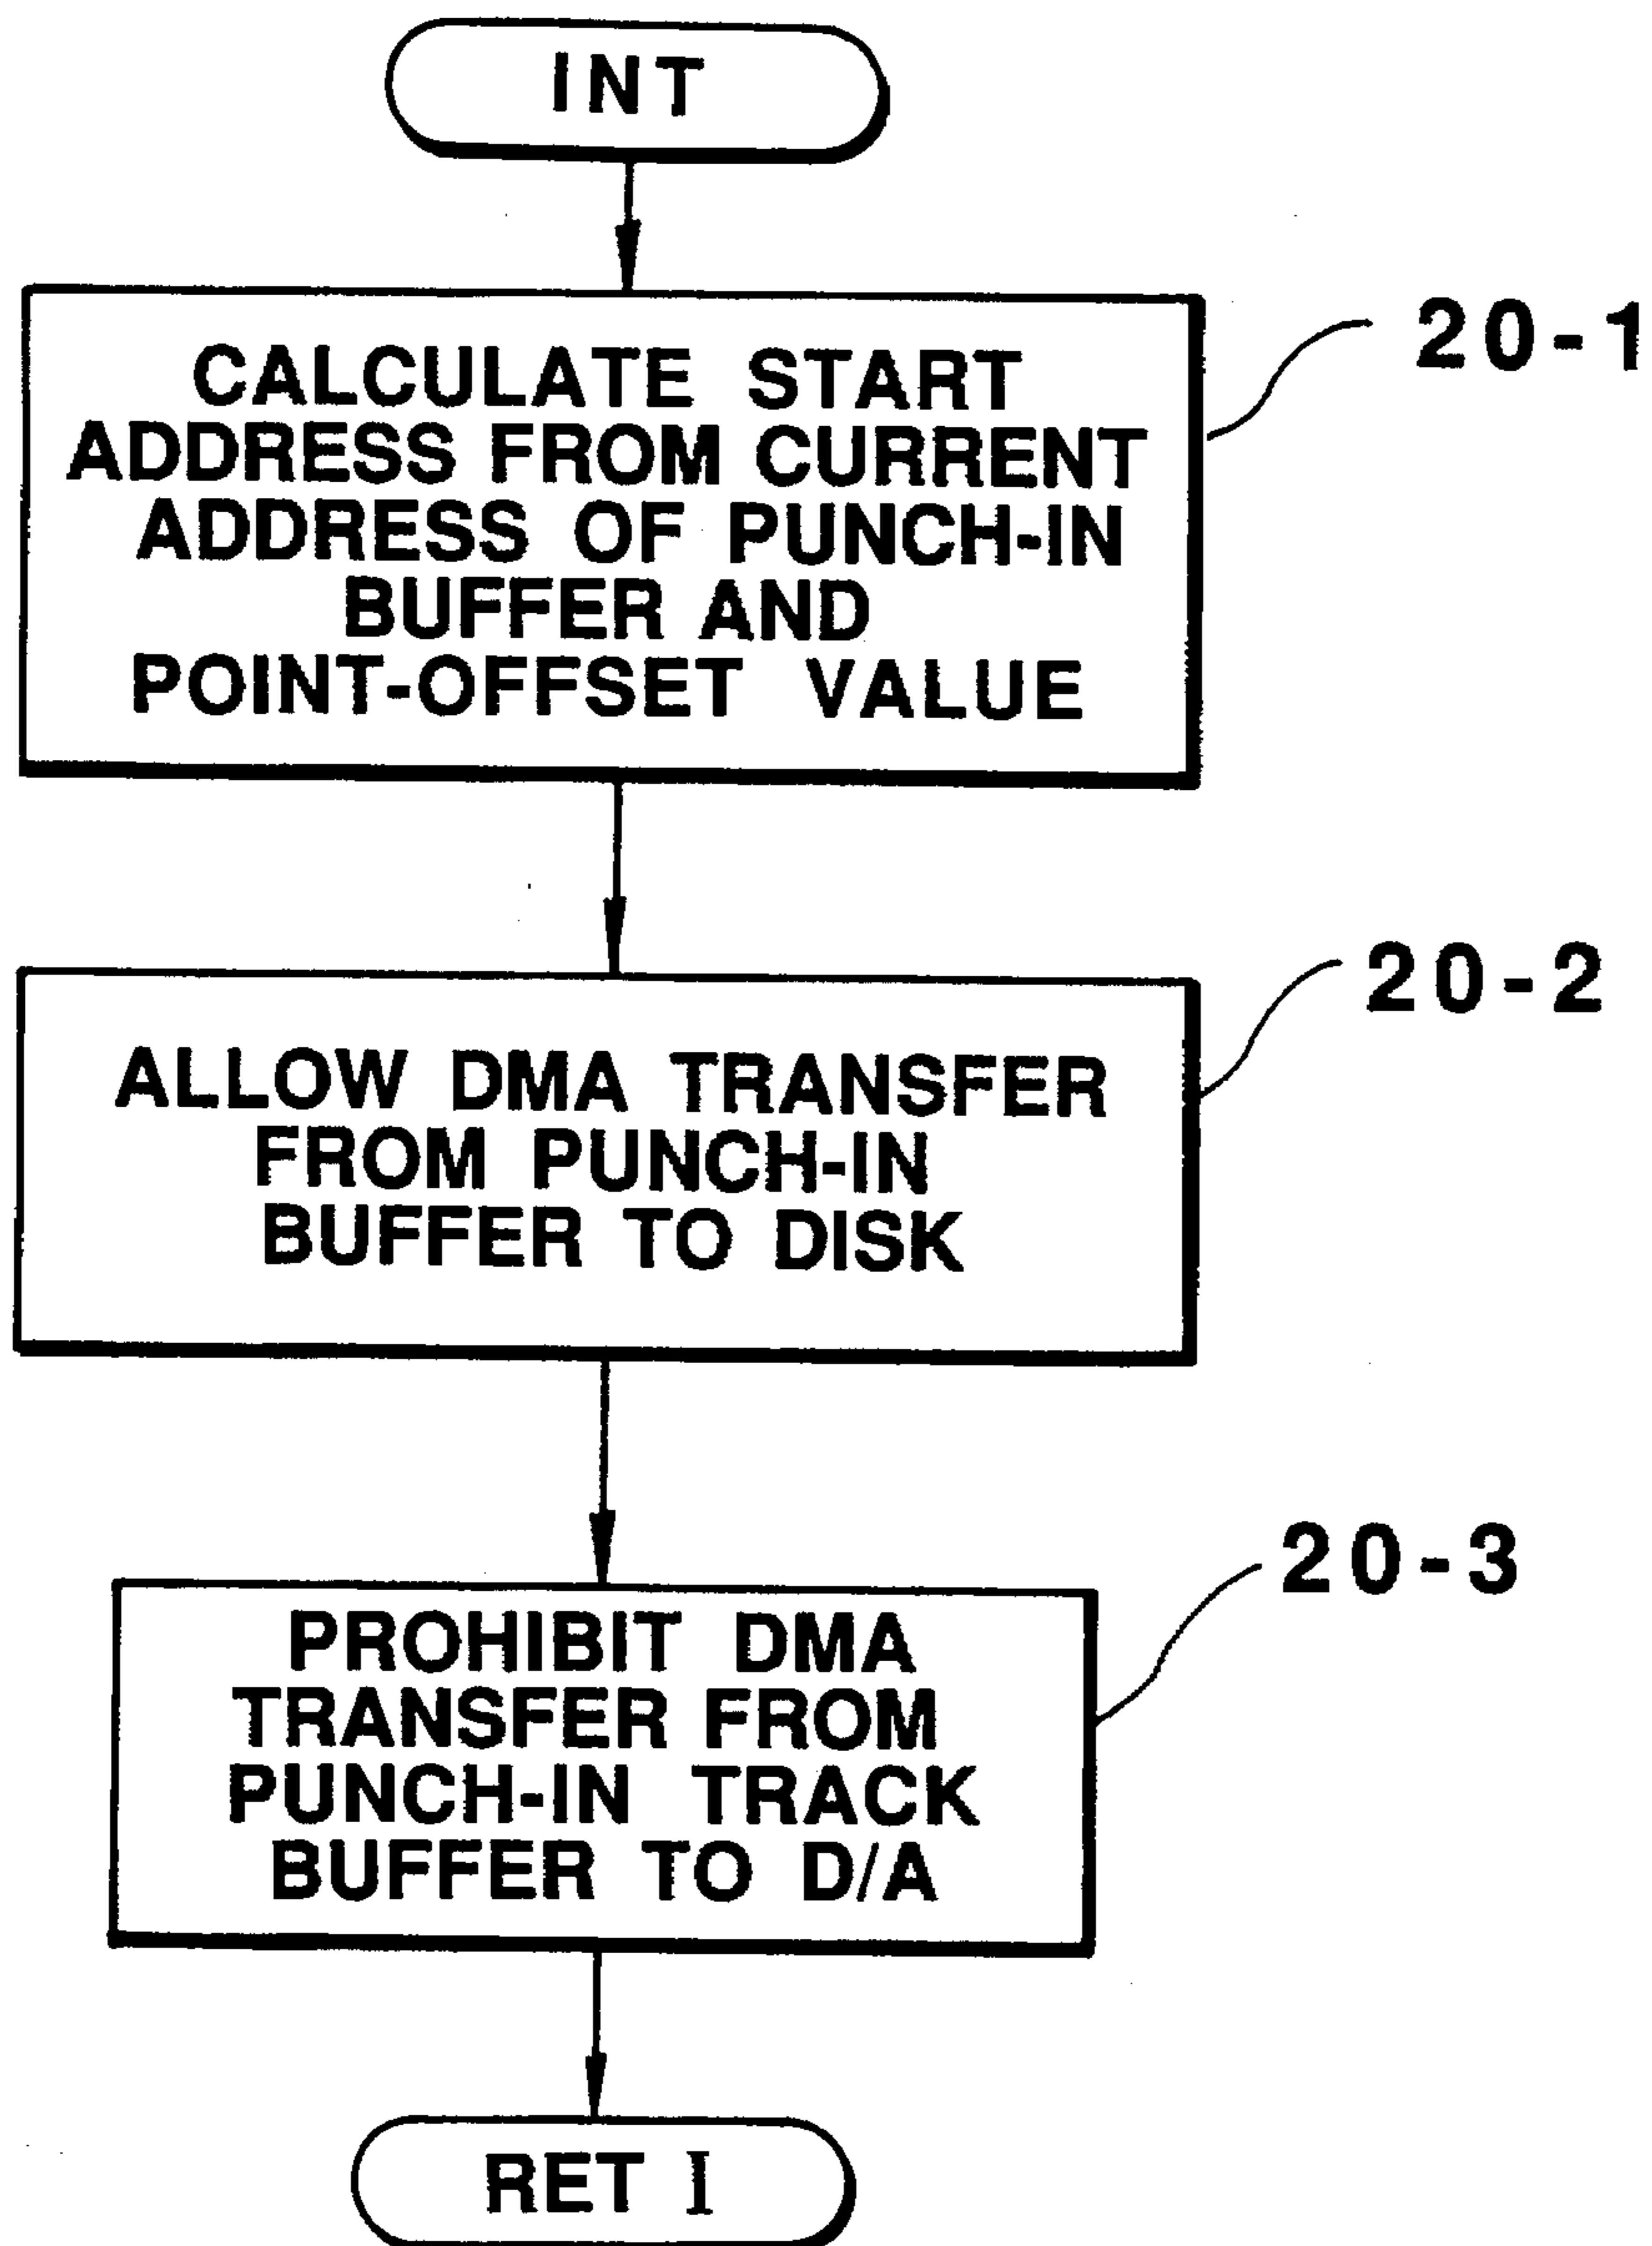 INT
CALCULATE START
ADDRESS FROM CURRENT
ADDRESS OF PUNCH-IN
BUFFER AND
POINT-OFFSET VALUE
20-1
ALLOW DMA TRANSFER
FROM PUNCH-IN
BUFFER TO DISK
20-2
PROHIBIT DMA
TRANSFER FROM
PUNCH-IN TRACK
BUFFER TO D/A
20-3
RET I